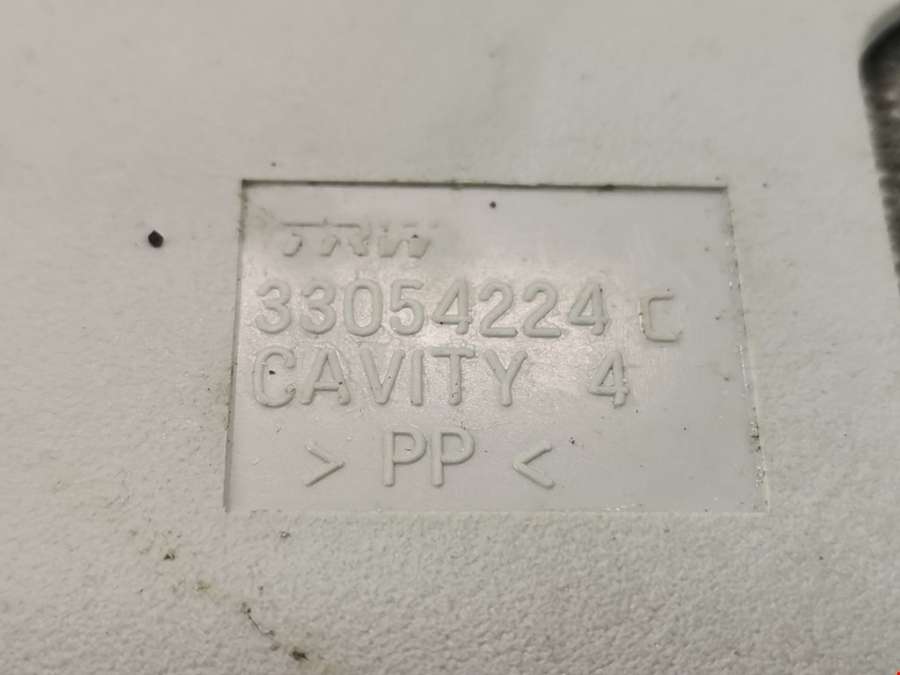 TRW
33054224 C
CAVITY 4
> PP <